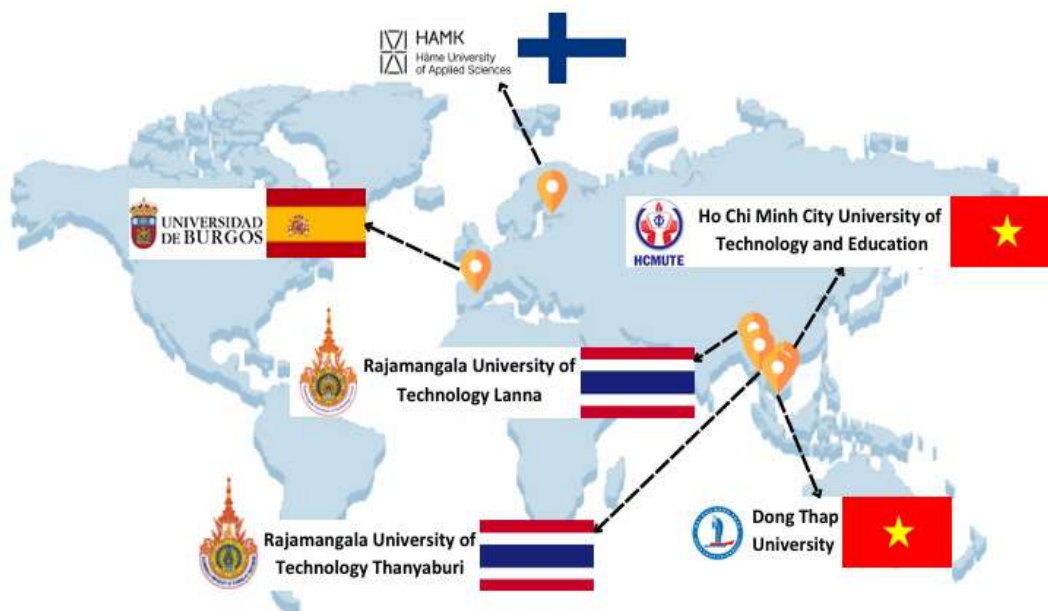 HAMK
Häme University
of Applied Sciences
UNIVERSIDAD
DE BURGOS
HCMUTE
Ho Chi Minh City University of
Technology and Education
Rajamangala University of
Technology Lanna
Rajamangala University of
Technology Thanyaburi
Dong Thap
University